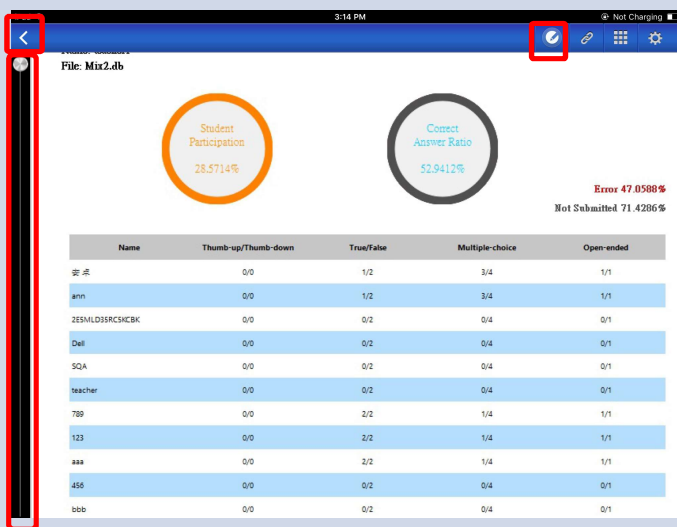 3:14 PM
Not Charging
File: Mix2.db
Student
Participation
28.5714%
Correct
Answer Ratio
52.9412%
Error 47.0588%
Not Submitted 71.4286%
Name Thumb-up/Thumb-down True/False Multiple-choice Open-ended
安卓 0/0 1/2 3/4 1/1
ann 0/0 1/2 3/4 1/1
2E5MLD3SRC5KCBK 0/0 0/2 0/4 0/1
Dell 0/0 0/2 0/4 0/1
SQA 0/0 0/2 0/4 0/1
teacher 0/0 0/2 0/4 0/1
789 0/0 2/2 1/4 1/1
123 0/0 2/2 1/4 1/1
aaa 0/0 2/2 1/4 1/1
456 0/0 0/2 0/4 0/1
bbb 0/0 0/2 0/4 0/1